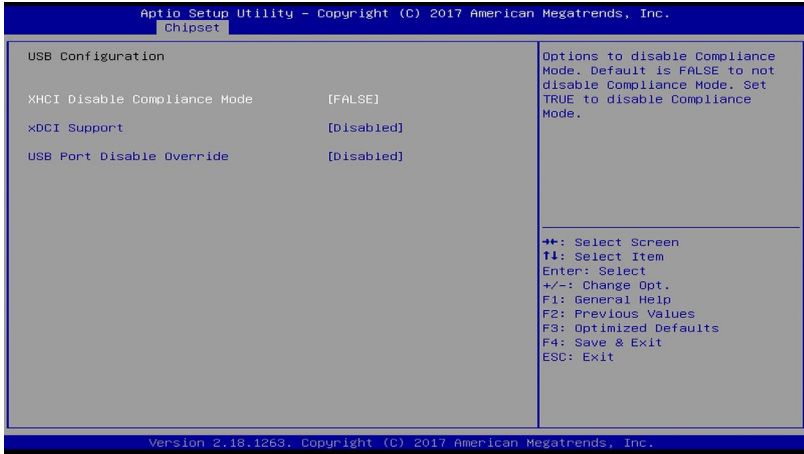 Aptio Setup Utility – Copyright (C) 2017 American Megatrends, Inc.
Chipset
USB Configuration
XHCI Disable Compliance Mode [FALSE]
xDCI Support [Disabled]
USB Port Disable Override [Disabled]
Options to disable Compliance
Mode. Default is FALSE to not
disable Compliance Mode. Set
TRUE to disable Compliance
Mode.
→←: Select Screen
↑↓: Select Item
Enter: Select
+/-: Change Opt.
F1: General Help
F2: Previous Values
F3: Optimized Defaults
F4: Save & Exit
ESC: Exit
Version 2.18.1263. Copyright (C) 2017 American Megatrends, Inc.